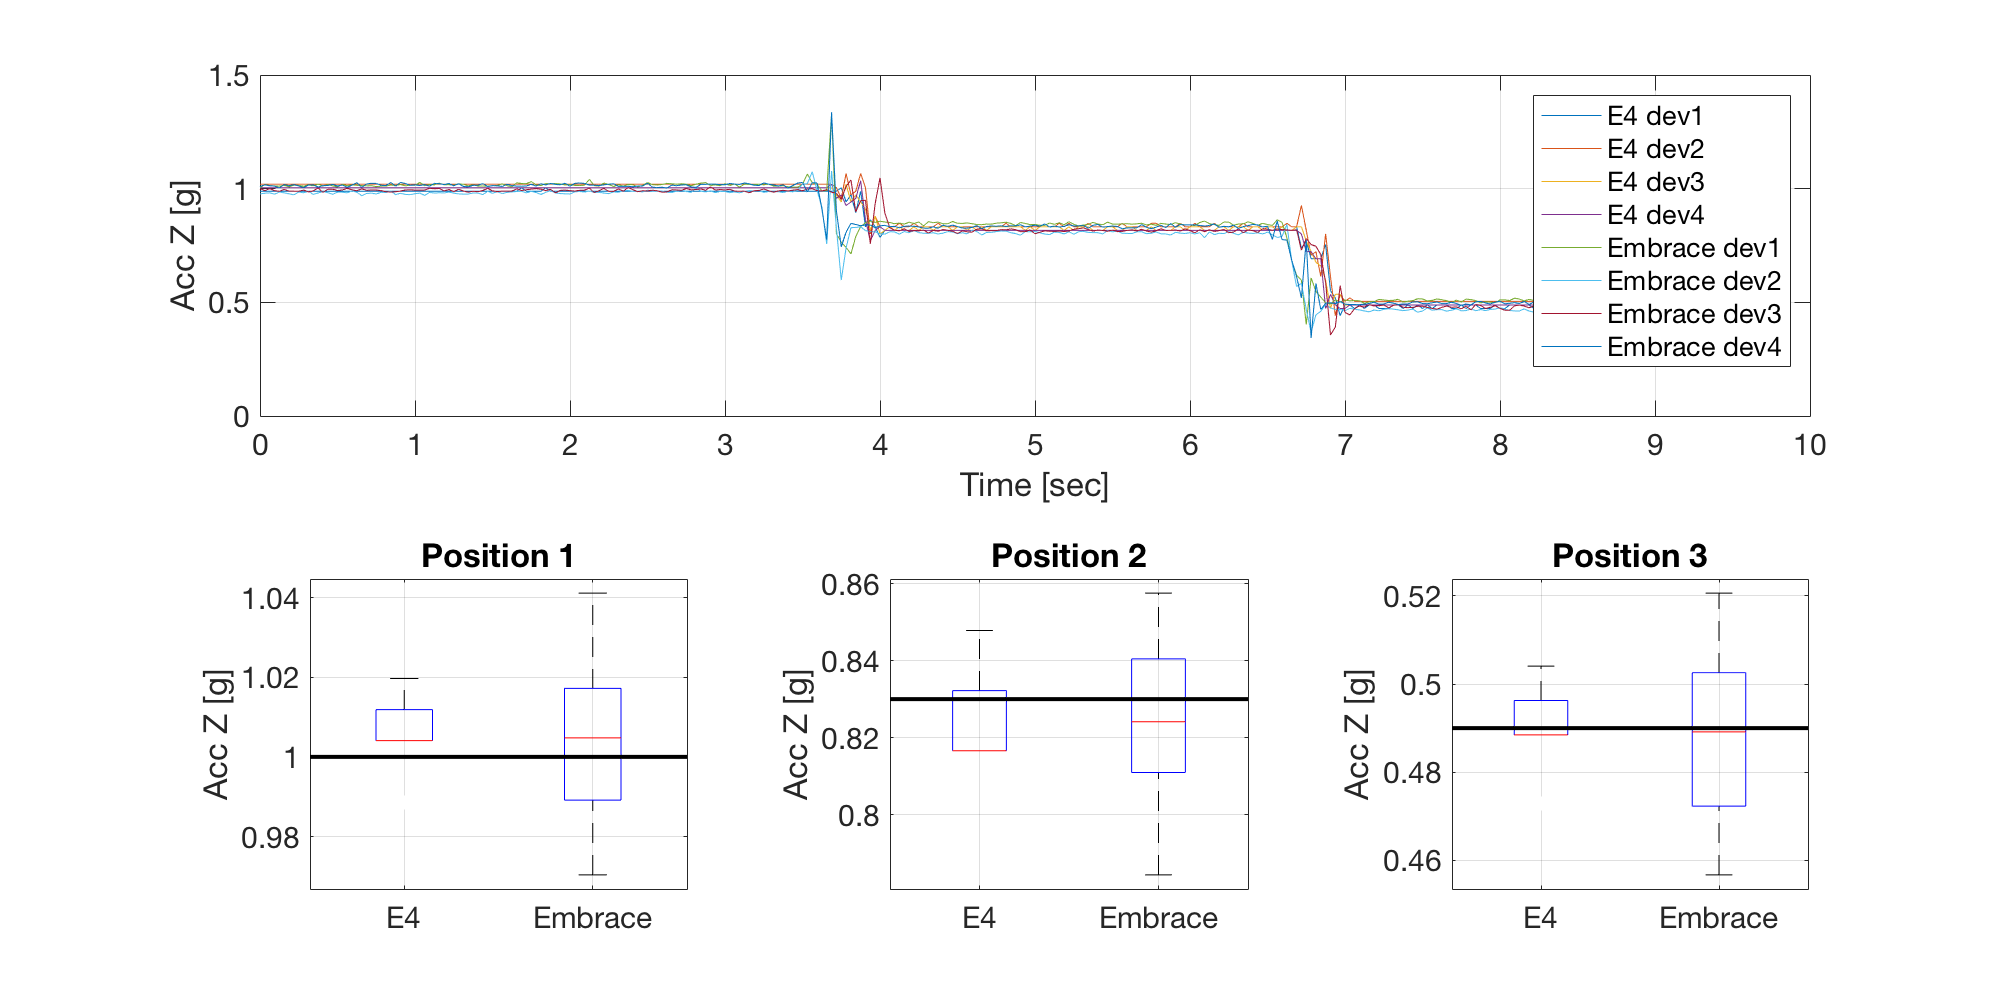 1.5
1
0.5
0
Acc Z [g]
0 1 2 3 4 5 6 7 8 9 10
Time [sec]
E4 dev1
E4 dev2
E4 dev3
E4 dev4
Embrace dev1
Embrace dev2
Embrace dev3
Embrace dev4
Position 1
1.04
1.02
1
0.98
Acc Z [g]
E4 Embrace
Position 2
0.86
0.84
0.82
0.8
Acc Z [g]
E4 Embrace
Position 3
0.52
0.5
0.48
0.46
Acc Z [g]
E4 Embrace